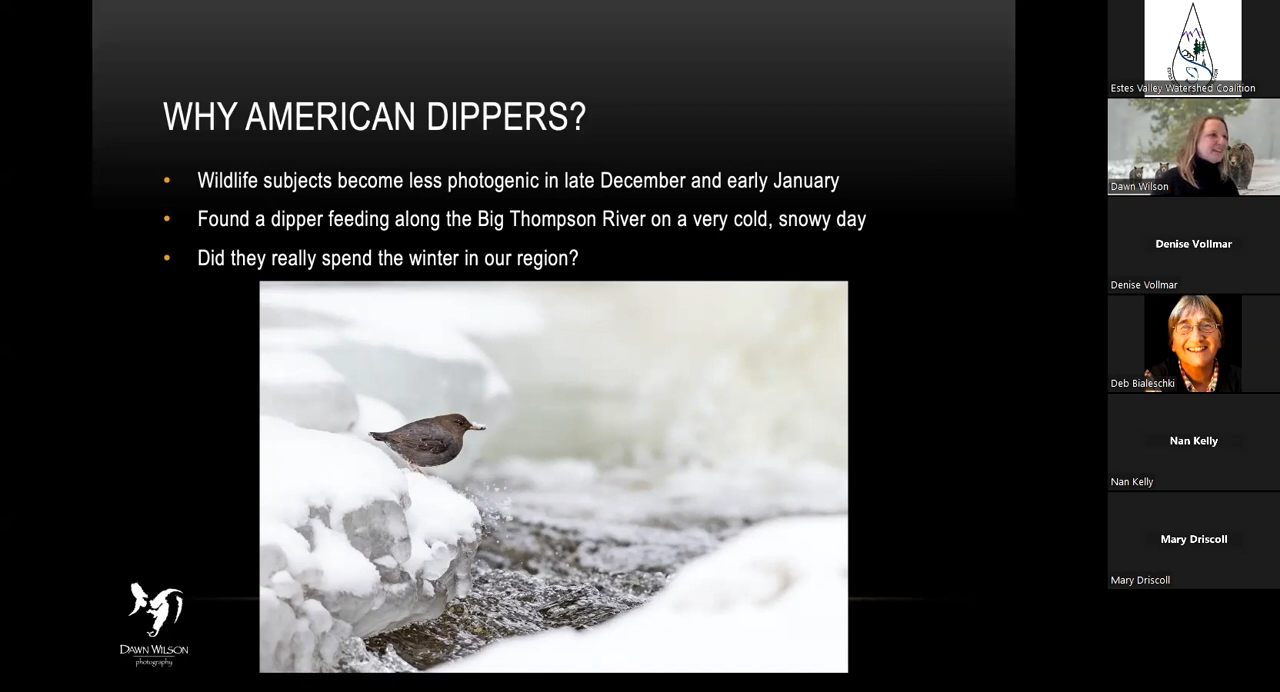 WHY AMERICAN DIPPERS?
• Wildlife subjects become less photogenic in late December and early January
• Found a dipper feeding along the Big Thompson River on a very cold, snowy day
• Did they really spend the winter in our region?
DAWN WILSON
photography
Estes Valley Watershed Coalition
Dawn Wilson
Denise Vollmar
Denise Vollmar
Deb Bialeschki
Nan Kelly
Nan Kelly
Mary Driscoll
Mary Driscoll